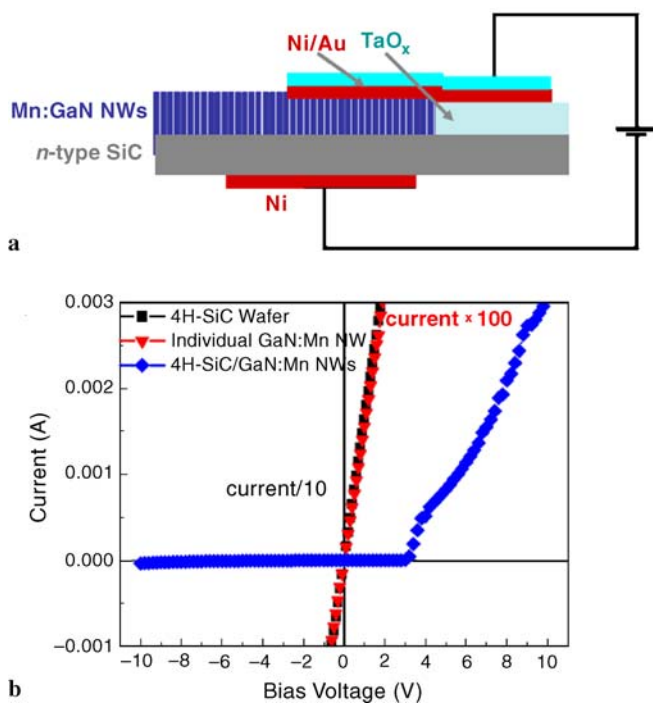 Ni/Au TaOₓ
Mn:GaN NWs
n-type SiC
Ni
a
0.003
0.002
0.001
0.000
−0.001
Current (A)
4H-SiC Wafer
Individual GaN:Mn NW
4H-SiC/GaN:Mn NWs
current × 100
current/10
−10 −8 −6 −4 −2 0 2 4 6 8 10
Bias Voltage (V)
b